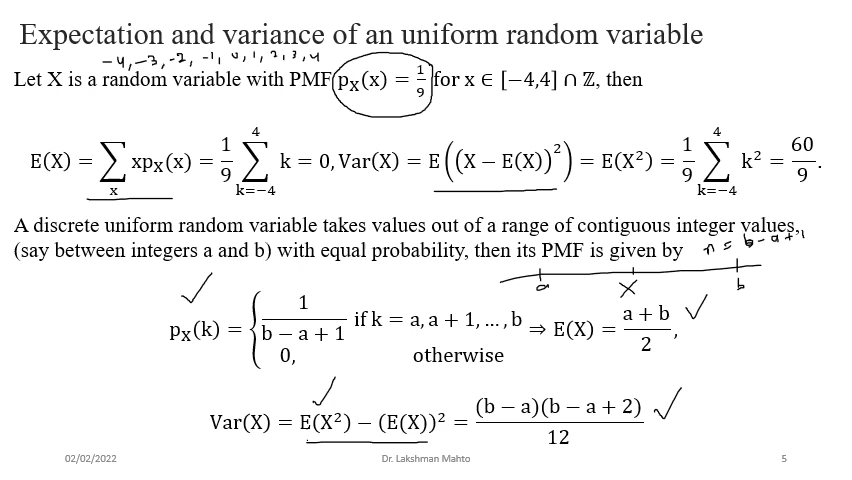 Expectation and variance of an uniform random variable
-4, -3, -2, -1, 0, 1, 2, 3, 4
Let X is a random variable with PMF p_X(x) = 1/9 for x ∈ [−4,4] ∩ ℤ, then
E(X) = ∑_x xp_X(x) = 1/9 ∑_{k=−4}^{4} k = 0, Var(X) = E((X − E(X))^2) = E(X^2) = 1/9 ∑_{k=−4}^{4} k^2 = 60/9.
A discrete uniform random variable takes values out of a range of contiguous integer values,
(say between integers a and b) with equal probability, then its PMF is given by n = b-a+1
a X b
p_X(k) = { 1/(b − a + 1) if k = a, a + 1, ..., b
0, otherwise ⇒ E(X) = (a + b)/2,
Var(X) = E(X^2) − (E(X))^2 = (b − a)(b − a + 2)/12
02/02/2022 Dr. Lakshman Mahto 5